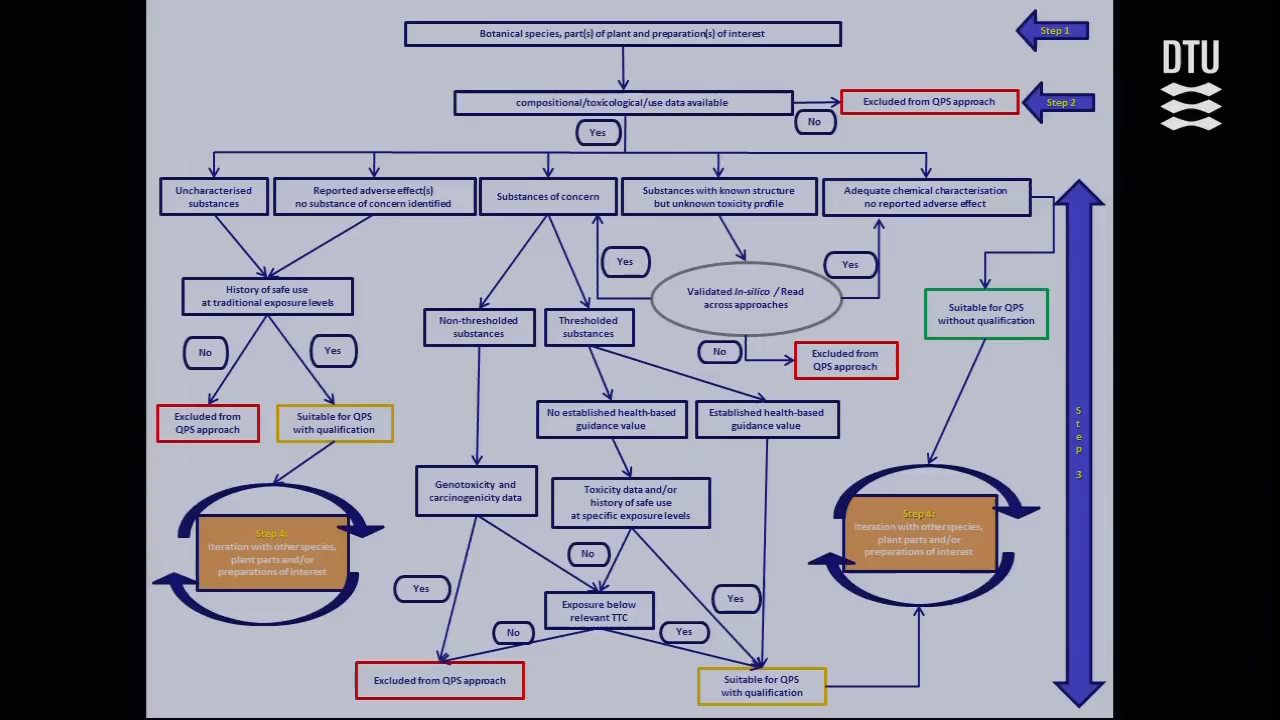 Botanical species, part(s) of plant and preparation(s) of interest
Step 1
DTU
compositional/toxicological/use data available
Excluded from QPS approach
Step 2
No
Yes
Uncharacterised
substances
Reported adverse effect(s)
no substance of concern identified
Substances of concern
Substances with known structure
but unknown toxicity profile
Adequate chemical characterisation
no reported adverse effect
Yes
Yes
History of safe use
at traditional exposure levels
Validated In-silico / Read
across approaches
Suitable for QPS
without qualification
Non-thresholded
substances
Thresholded
substances
No
Yes
No
Excluded from
QPS approach
Excluded from
QPS approach
Suitable for QPS
with qualification
No established health-based
guidance value
Established health-based
guidance value
Step 3
Genotoxicity and
carcinogenicity data
Toxicity data and/or
history of safe use
at specific exposure levels
Step 4:
Iteration with other species,
plant parts and/or
preparations of interest
Step 4:
Iteration with other species,
plant parts and/or
preparations of interest
No
Yes
Yes
Exposure below
relevant TTC
No
Yes
Excluded from QPS approach
Suitable for QPS
with qualification